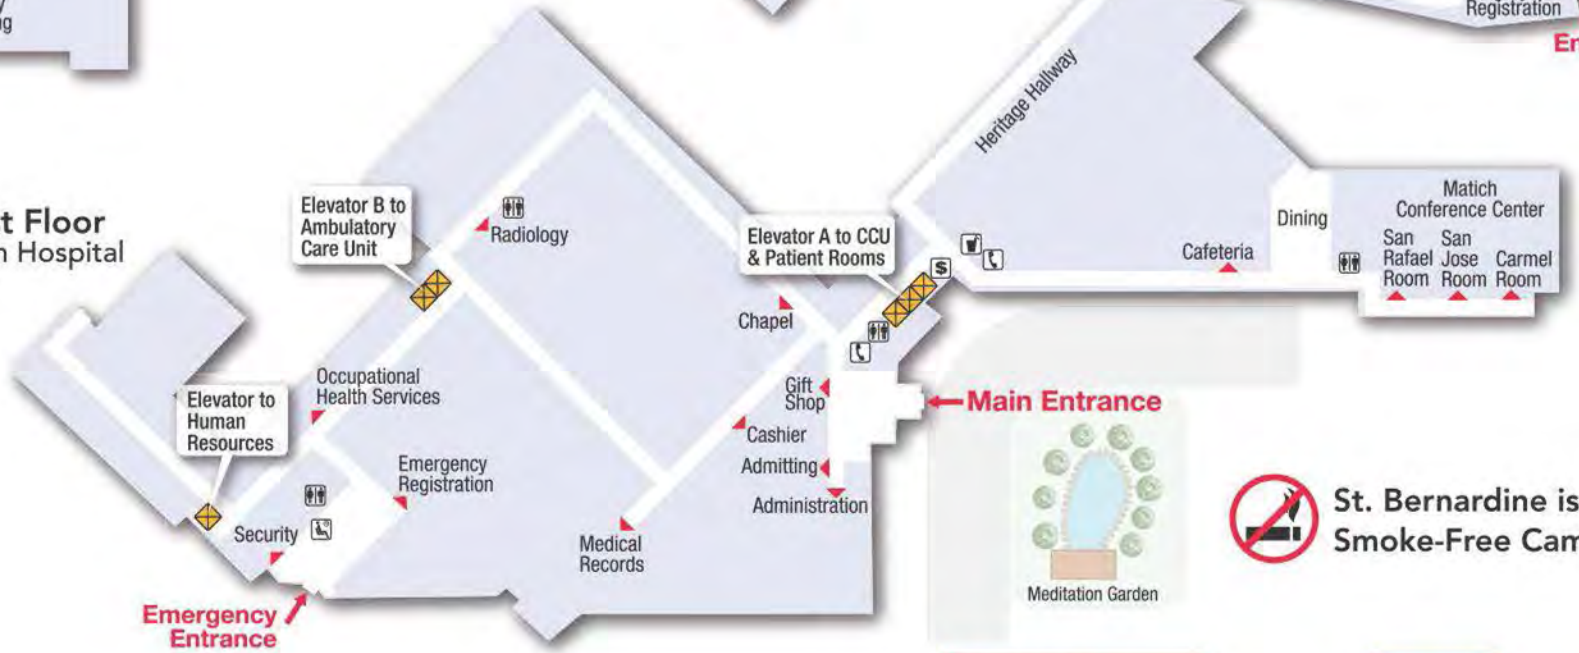 Registration
Heritage Hallway
t Floor
Hospital
Elevator B to
Ambulatory
Care Unit
Radiology
Elevator A to CCU
& Patient Rooms
$
Dining
Matich
Conference Center
Cafeteria
San
Rafael
Room
San
Jose
Room
Carmel
Room
Chapel
Occupational
Health Services
Elevator to
Human
Resources
Gift
Shop
Main Entrance
Cashier
Emergency
Registration
Admitting
Administration
Security
Medical
Records
Emergency
Entrance
Meditation Garden
St. Bernardine is
Smoke-Free